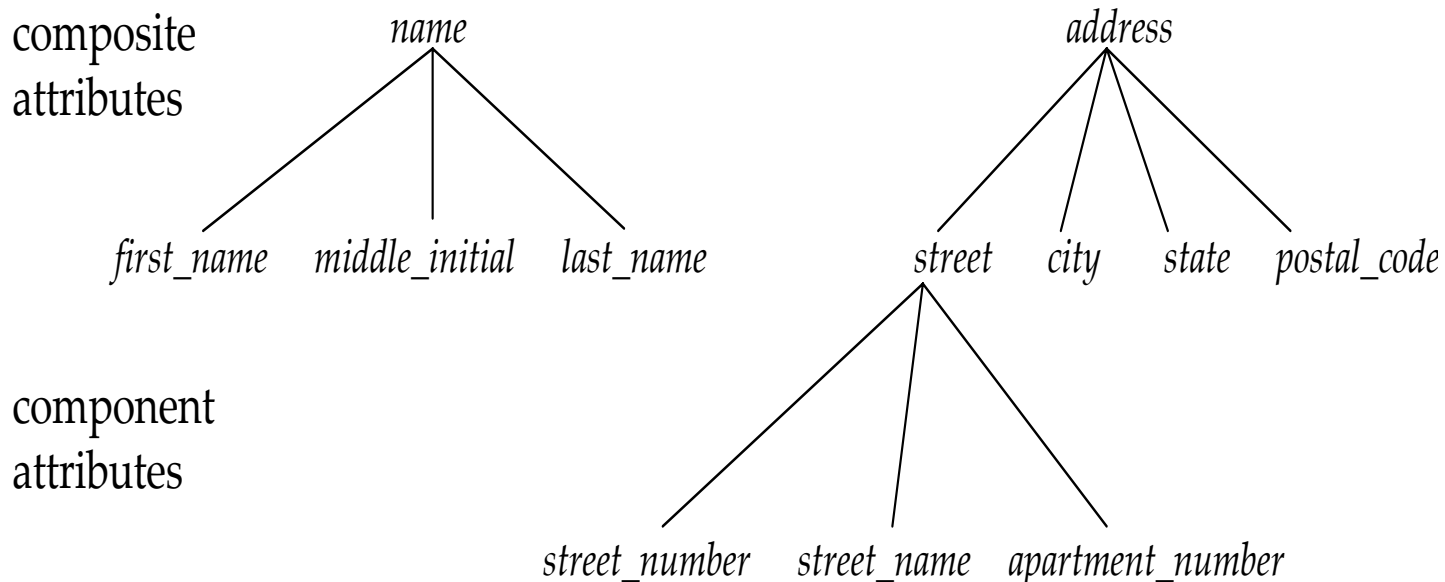 composite
attributes
name
address
first_name middle_initial last_name
street city state postal_code
component
attributes
street_number street_name apartment_number